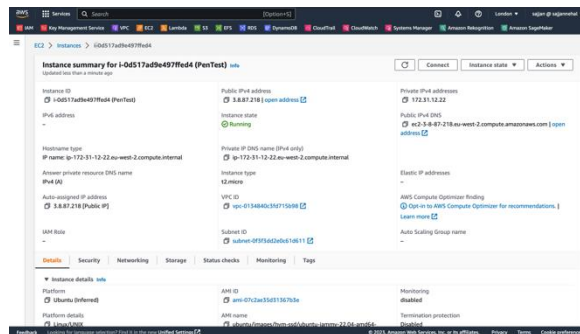 aws Services Search [Option+S] London
IAM Key Management Service VPC EC2 Lambda S3 EFS RDS DynamoDB CloudTrail CloudWatch Systems Manager Amazon Rekognition Amazon SageMaker
EC2 > Instances > i-0d517ad9e497ffed4
Instance summary for i-0d517ad9e497ffed4 (PenTest) Info
Updated less than a minute ago
Connect Instance state Actions
Instance ID
i-0d517ad9e497ffed4 (PenTest)
Public IPv4 address
3.8.87.218 | open address
Private IPv4 addresses
172.31.12.22
IPv6 address
–
Instance state
Running
Public IPv4 DNS
ec2-3-8-87-218.eu-west-2.compute.amazonaws.com | open address
Hostname type
IP name: ip-172-31-12-22.eu-west-2.compute.internal
Private IP DNS name (IPv4 only)
ip-172-31-12-22.eu-west-2.compute.internal
Answer private resource DNS name
IPv4 (A)
Instance type
t2.micro
Elastic IP addresses
–
Auto-assigned IP address
3.8.87.218 [Public IP]
VPC ID
AWS Compute Optimizer finding
Opt-in to AWS Compute Optimizer for recommendations. |
Learn more
IAM Role
–
Subnet ID
Auto Scaling Group name
–
Details Security Networking Storage Status checks Monitoring Tags
Instance details Info
Platform
Ubuntu (Inferred)
AMI ID
Monitoring
disabled
Platform details
Linux/UNIX
AMI name
ubuntu/images/hvm-ssd/ubuntu-jammy-22.04-amd64-
Termination protection
Disabled
Feedback Looking for language selection? Find it in the new Unified Settings © 2023, Amazon Web Services, Inc. or its affiliates. Privacy Terms Cookie preferences